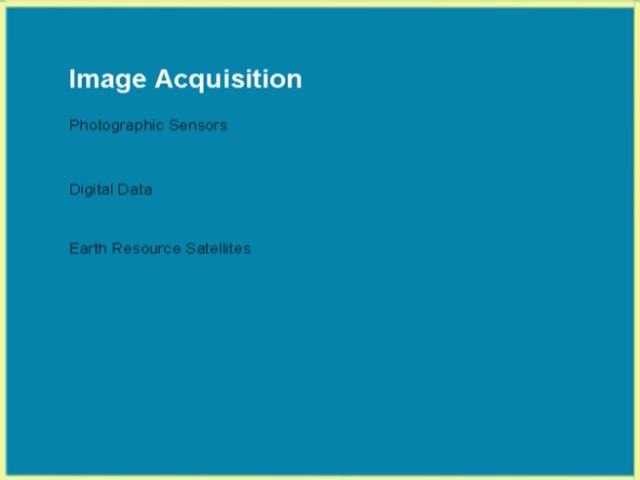 Image Acquisition
Photographic Sensors
Digital Data
Earth Resource Satellites